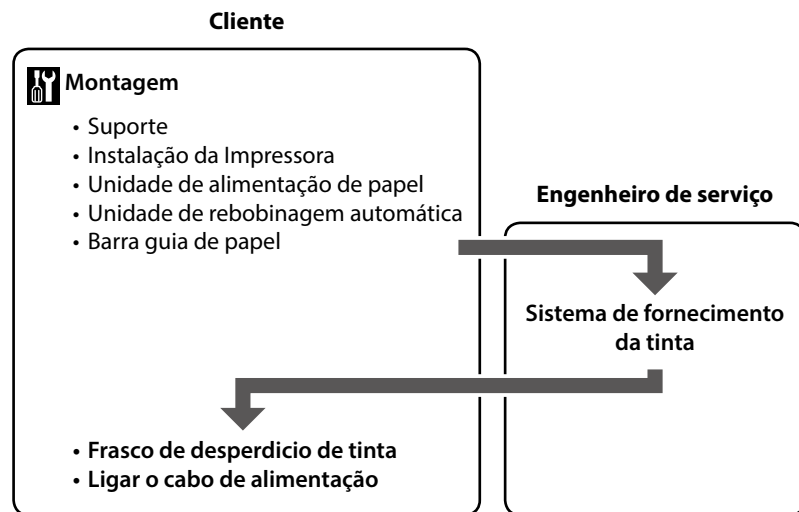 Cliente
Montagem
• Suporte
• Instalação da Impressora
• Unidade de alimentação de papel
• Unidade de rebobinagem automática
• Barra guia de papel
Engenheiro de serviço
Sistema de fornecimento
da tinta
• Frasco de desperdicio de tinta
• Ligar o cabo de alimentação